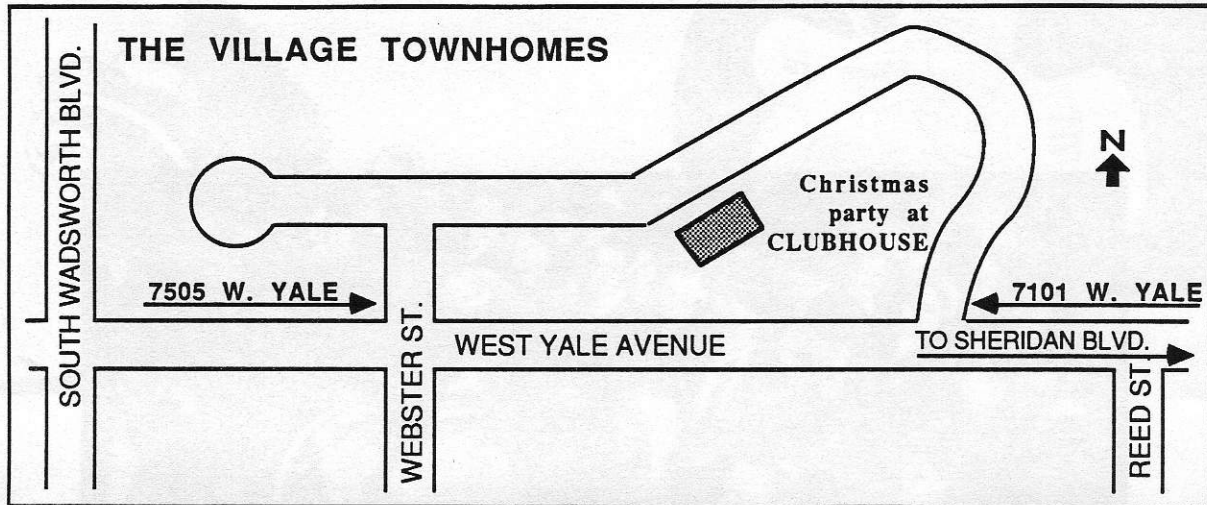 THE VILLAGE TOWNHOMES
SOUTH WADSWORTH BLVD.
N
Christmas
party at
CLUBHOUSE
7505 W. YALE
7101 W. YALE
WEBSTER ST.
WEST YALE AVENUE
TO SHERIDAN BLVD.
REED ST.